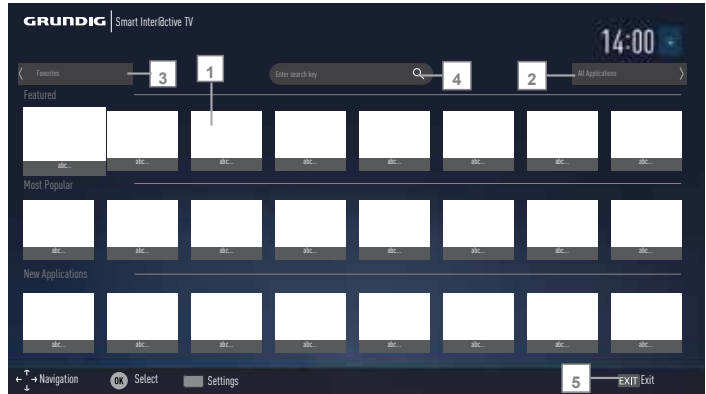 GRUNDIG Smart Inter@ctive TV
14:00
Favorites 3 1 Enter search key 4 2 All Applications
Featured
abc... abc... abc... abc... abc... abc... abc... abc...
Most Popular
abc... abc... abc... abc... abc... abc... abc... abc...
New Applications
abc... abc... abc... abc... abc... abc... abc... abc...
Navigation OK Select Settings 5 EXIT Exit